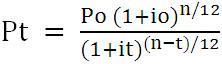 Pt = Po (1+io)^n/12 / (1+it)^(n−t)/12